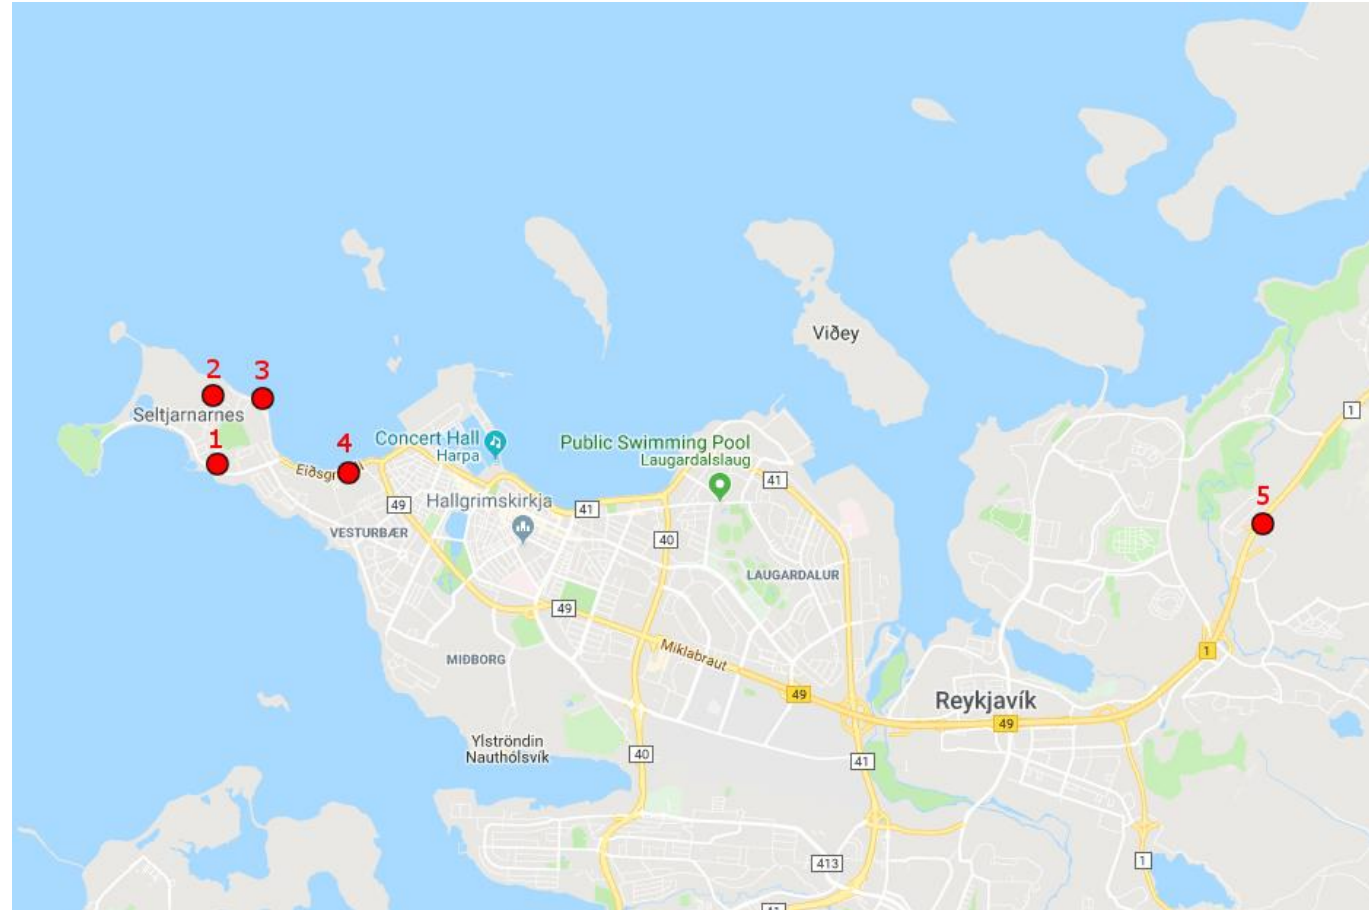 Viðey
2
3
Seltjarnarnes
1
Concert Hall
Harpa
4
Eiðsgr
Public Swimming Pool
Laugardalslaug
41
1
49
Hallgrimskirkja
41
5
VESTURBÆR
40
LAUGARDALUR
49
MIÐBORG
Miklabraut
1
49
Reykjavík
49
Ylströndin
Nauthólsvík
40
41
413
1
41